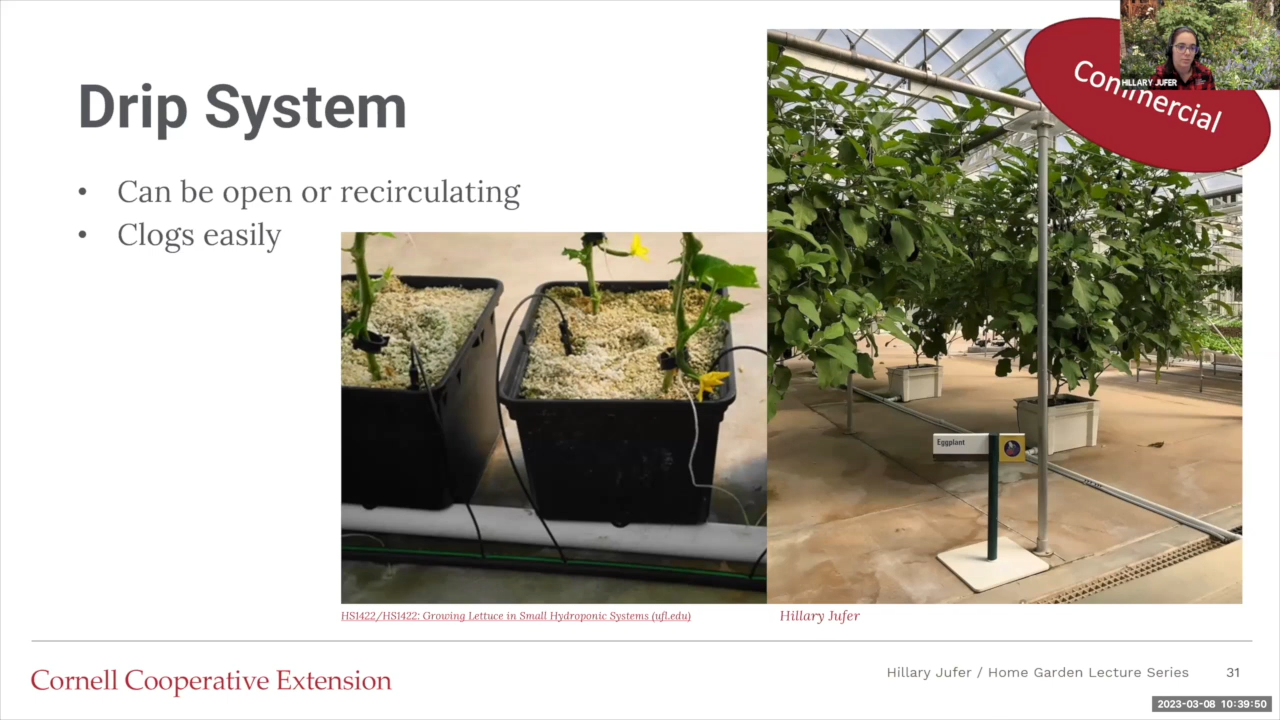 Drip System
• Can be open or recirculating
• Clogs easily
Commercial
HILLARY JUFER
Eggplant
HS1422/HS1422: Growing Lettuce in Small Hydroponic Systems (ufl.edu)
Hillary Jufer
Cornell Cooperative Extension
Hillary Jufer / Home Garden Lecture Series
31
2023-03-08 10:39:50